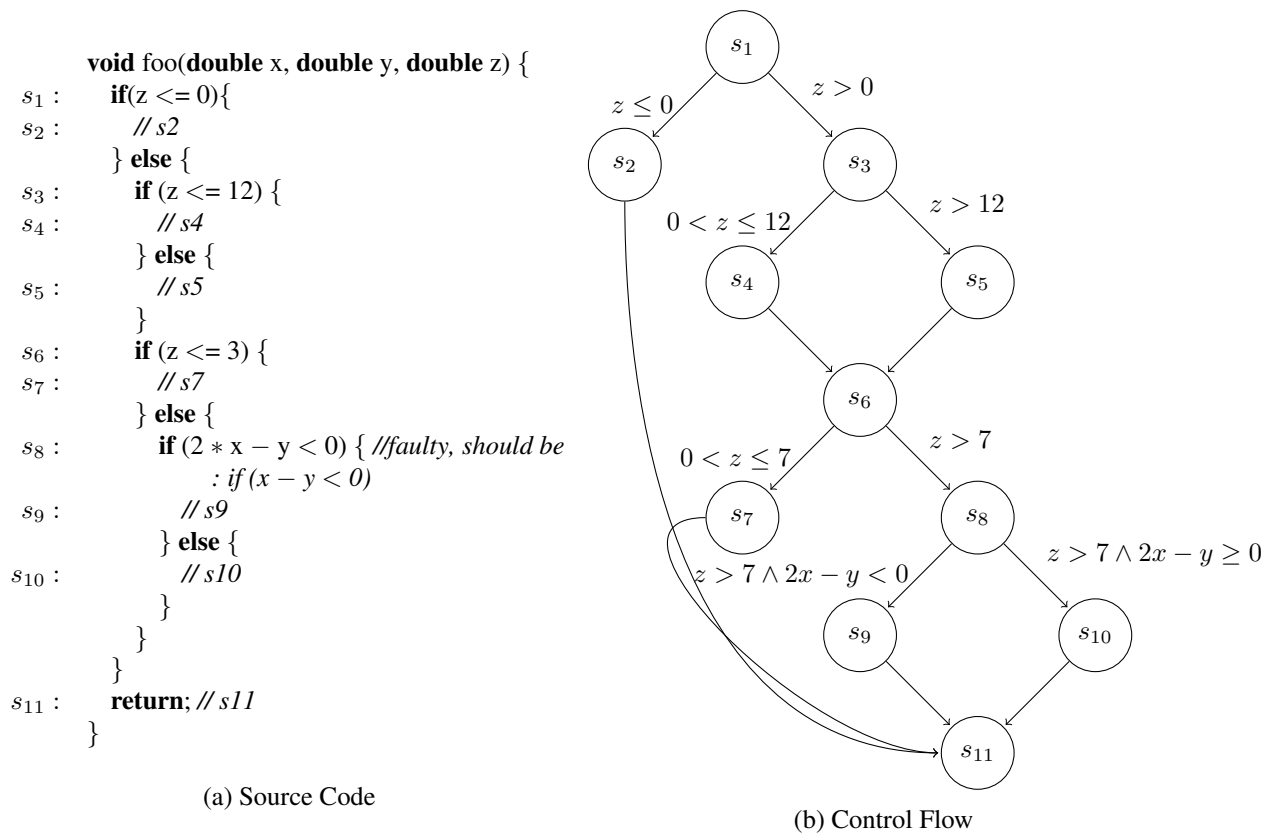 void foo(double x, double y, double z) {
s₁ : if(z <= 0){
s₂ : // s2
} else {
s₃ : if (z <= 12) {
s₄ : // s4
} else {
s₅ : // s5
}
s₆ : if (z <= 3) {
s₇ : // s7
} else {
s₈ : if (2 * x − y < 0) { //faulty, should be
: if (x − y < 0)
s₉ : // s9
} else {
s₁₀ : // s10
}
}
}
s₁₁ : return; // s11
}
(a) Source Code
s₁
z ≤ 0
z > 0
s₂
s₃
0 < z ≤ 12
z > 12
s₄
s₅
s₆
0 < z ≤ 7
z > 7
s₇
s₈
z > 7 ∧ 2x − y < 0
z > 7 ∧ 2x − y ≥ 0
s₉
s₁₀
s₁₁
(b) Control Flow